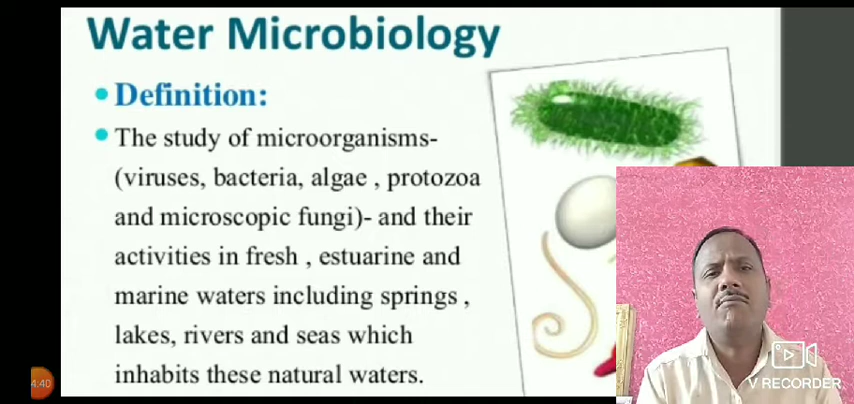 Water Microbiology
Definition:
The study of microorganisms-
(viruses, bacteria, algae , protozoa
and microscopic fungi)- and their
activities in fresh , estuarine and
marine waters including springs ,
lakes, rivers and seas which
inhabits these natural waters.
4:40
V RECORDER